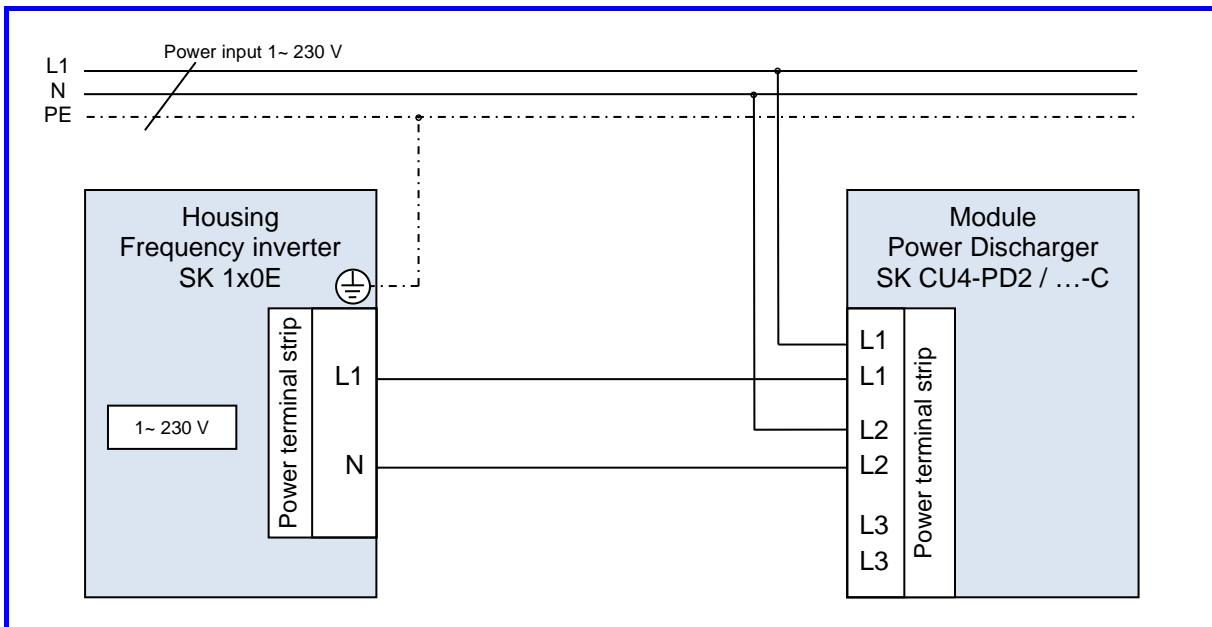 Power input 1~ 230 V
L1
N
PE
Housing
Frequency inverter
SK 1x0E
Power terminal strip
L1
N
1~ 230 V
Module
Power Discharger
SK CU4-PD2 / …-C
L1
L1
L2
L2
L3
L3
Power terminal strip